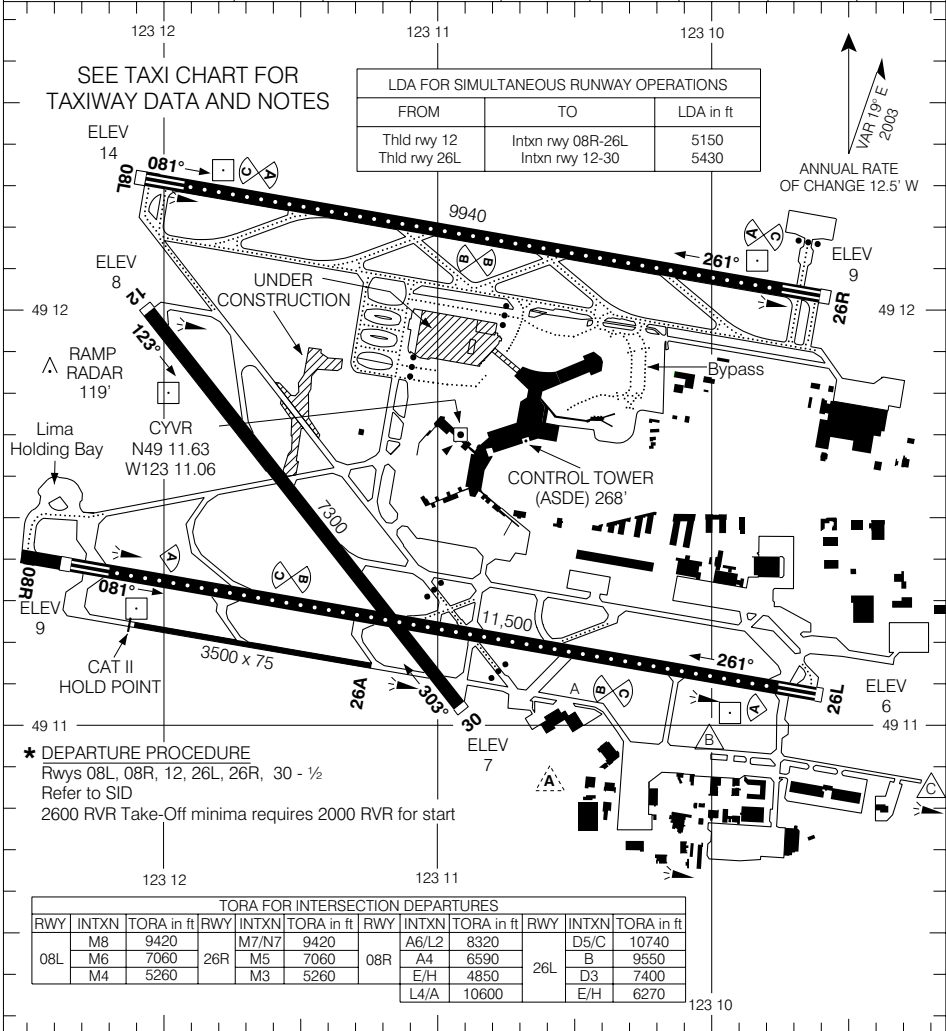 123 12
123 11
123 10
SEE TAXI CHART FOR
TAXIWAY DATA AND NOTES
LDA FOR SIMULTANEOUS RUNWAY OPERATIONS
FROM TO LDA in ft
Thld rwy 12 Intxn rwy 08R-26L 5150
Thld rwy 26L Intxn rwy 12-30 5430
VAR 19° E
2003
ANNUAL RATE
OF CHANGE 12.5' W
ELEV
14
08L
081°
C A
9940
B B
A C
261°
ELEV
9
26R
ELEV
8
12
123°
49 12
49 12
UNDER
CONSTRUCTION
RAMP
RADAR
119'
Bypass
CYVR
N49 11.63
W123 11.06
Lima
Holding Bay
CONTROL TOWER
(ASDE) 268'
7300
08R
081°
A
C B
ELEV
9
11,500
3500 x 75
CAT II
HOLD POINT
26A
303°
30
ELEV
7
A
B C
261°
A
26L
ELEV
6
B
49 11
49 11
A
C
* DEPARTURE PROCEDURE
Rwys 08L, 08R, 12, 26L, 26R, 30 - ½
Refer to SID
2600 RVR Take-Off minima requires 2000 RVR for start
123 12
123 11
TORA FOR INTERSECTION DEPARTURES
RWY INTXN TORA in ft RWY INTXN TORA in ft RWY INTXN TORA in ft RWY INTXN TORA in ft
08L M8 9420 26R M7/N7 9420 08R A6/L2 8320 26L D5/C 10740
M6 7060 M5 7060 A4 6590 B 9550
M4 5260 M3 5260 E/H 4850 D3 7400
L4/A 10600 E/H 6270
123 10